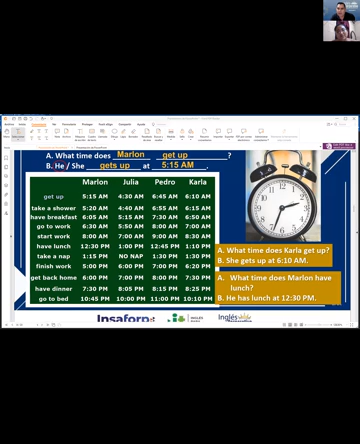 A. What time does Marlon get up ?
B. He / She gets up at 5:15 AM .
Marlon Julia Pedro Karla
get up 5:15 AM 4:30 AM 6:45 AM 6:10 AM
take a shower 5:20 AM 4:40 AM 6:55 AM 6:15 AM
have breakfast 6:05 AM 5:15 AM 7:30 AM 6:50 AM
go to work 6:30 AM 5:50 AM 8:00 AM 7:00 AM
start work 8:00 AM 7:00 AM 9:00 AM 8:30 AM
have lunch 12:30 PM 1:00 PM 12:45 PM 1:10 PM
take a nap 1:15 PM NO NAP 1:30 PM 1:30 PM
finish work 5:00 PM 6:00 PM 7:00 PM 6:20 PM
get back home 6:00 PM 7:00 PM 8:00 PM 7:30 PM
have dinner 7:30 PM 8:05 PM 8:15 PM 8:25 PM
go to bed 10:45 PM 10:00 PM 11:00 PM 10:10 PM
A. What time does Karla get up?
B. She gets up at 6:10 AM.
A. What time does Marlon have
lunch?
B. He has lunch at 12:30 PM.
Insaforp
Inglés